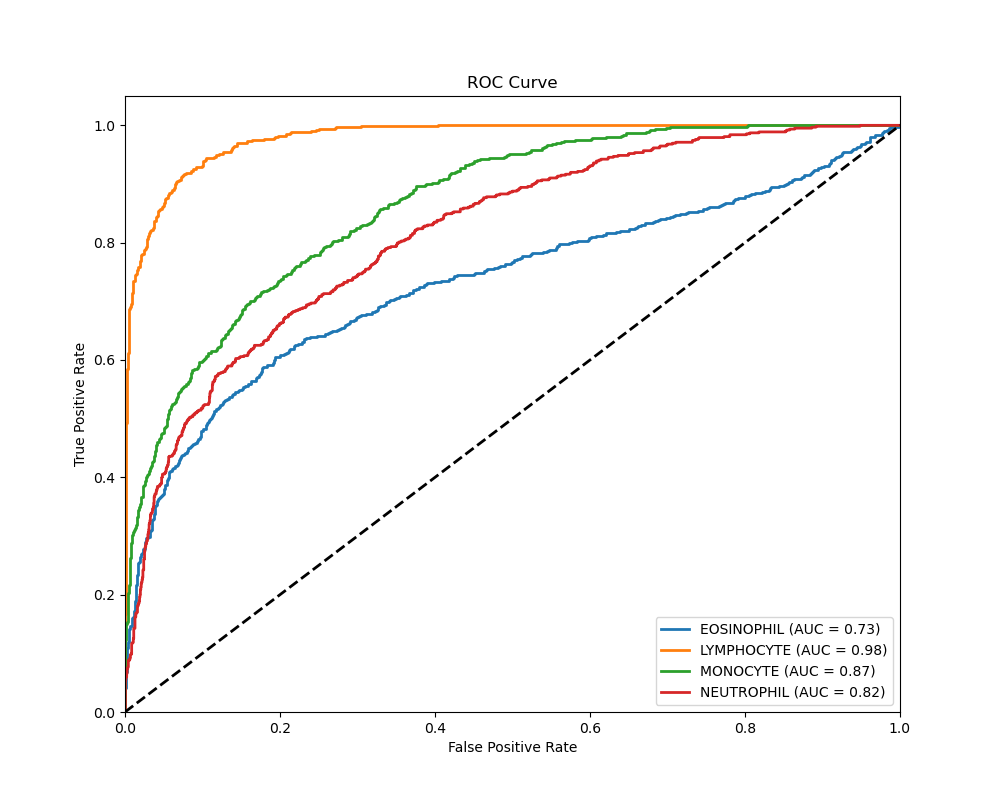 ROC Curve
1.0
0.8
0.6
0.4
0.2
0.0
True Positive Rate
0.0 0.2 0.4 0.6 0.8 1.0
False Positive Rate
EOSINOPHIL (AUC = 0.73)
LYMPHOCYTE (AUC = 0.98)
MONOCYTE (AUC = 0.87)
NEUTROPHIL (AUC = 0.82)